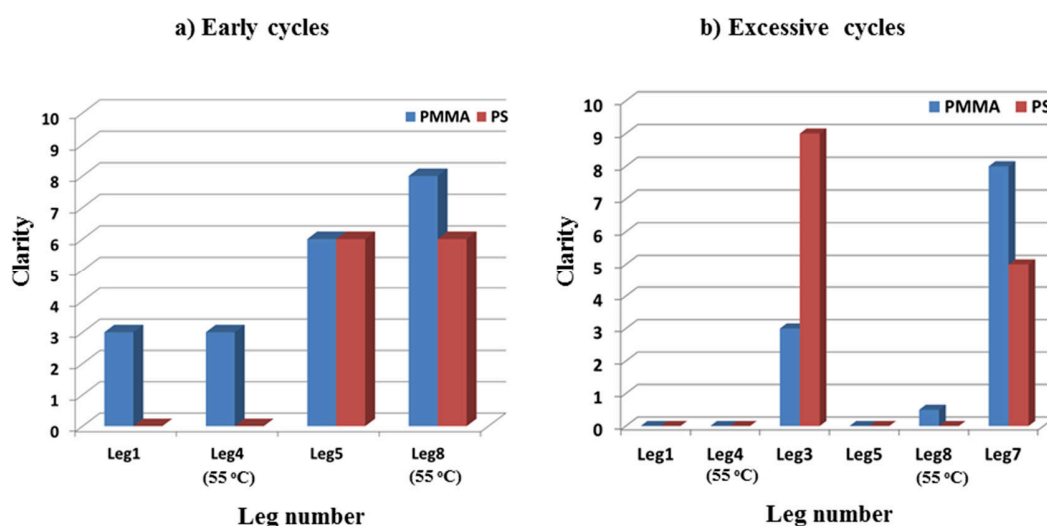 a) Early cycles
PMMA PS
10
9
8
7
6
5
4
3
2
1
0
Clarity
Leg1 Leg4 Leg5 Leg8
(55 °C) (55 °C)
Leg number
b) Excessive cycles
PMMA PS
10
9
8
7
6
5
4
3
2
1
0
Clarity
Leg1 Leg4 Leg3 Leg5 Leg8 Leg7
(55 °C) (55 °C)
Leg number